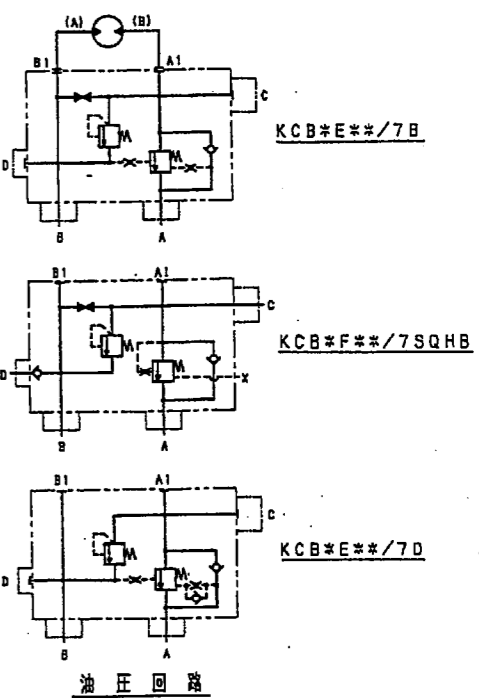 (A) (B)
B1 A1
C
KCB*E**/7B
D
B A
B1 A1
C
KCB*F**/7SQHB
D X
B A
B1 A1
C
KCB*E**/7D
D
B A
油圧回路